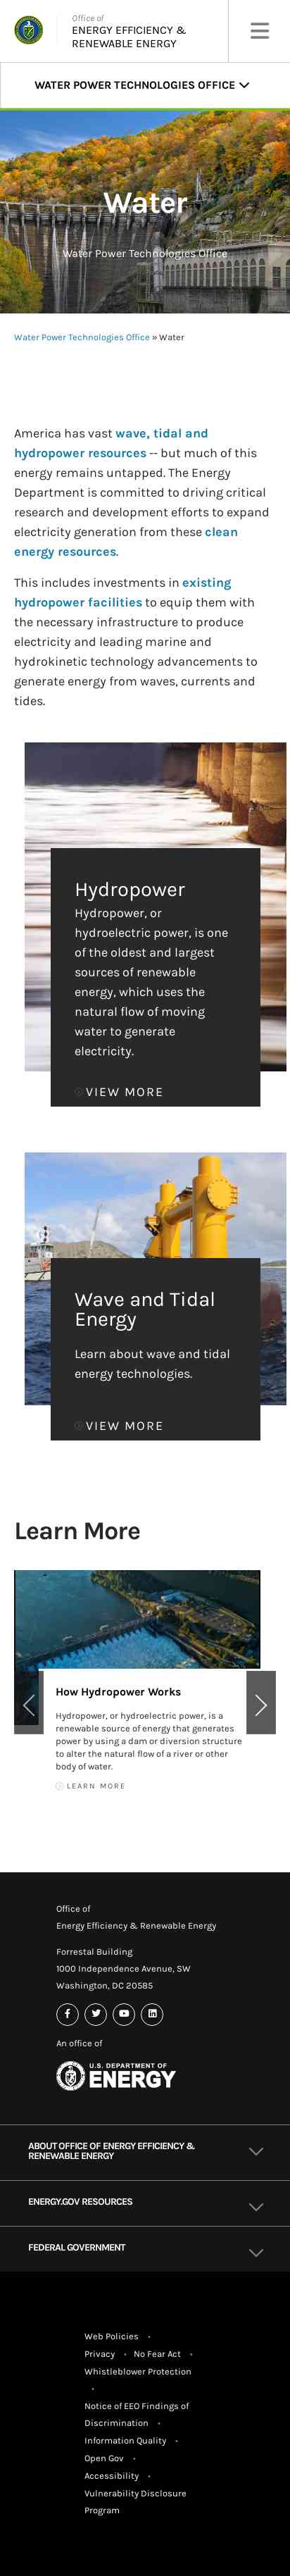 Office of
ENERGY EFFICIENCY &
RENEWABLE ENERGY
WATER POWER TECHNOLOGIES OFFICE
Water
Water Power Technologies Office
Water Power Technologies Office » Water
America has vast wave, tidal and
hydropower resources -- but much of this
energy remains untapped. The Energy
Department is committed to driving critical
research and development efforts to expand
electricity generation from these clean
energy resources.
This includes investments in existing
hydropower facilities to equip them with
the necessary infrastructure to produce
electricity and leading marine and
hydrokinetic technology advancements to
generate energy from waves, currents and
tides.
Hydropower
Hydropower, or
hydroelectric power, is one
of the oldest and largest
sources of renewable
energy, which uses the
natural flow of moving
water to generate
electricity.
VIEW MORE
Wave and Tidal
Energy
Learn about wave and tidal
energy technologies.
VIEW MORE
Learn More
How Hydropower Works
Hydropower, or hydroelectric power, is a
renewable source of energy that generates
power by using a dam or diversion structure
to alter the natural flow of a river or other
body of water.
LEARN MORE
Office of
Energy Efficiency & Renewable Energy
Forrestal Building
1000 Independence Avenue, SW
Washington, DC 20585
An office of
U.S. DEPARTMENT OF
ENERGY
ABOUT OFFICE OF ENERGY EFFICIENCY &
RENEWABLE ENERGY
ENERGY.GOV RESOURCES
FEDERAL GOVERNMENT
Web Policies •
Privacy • No Fear Act •
Whistleblower Protection
•
Notice of EEO Findings of
Discrimination •
Information Quality •
Open Gov •
Accessibility •
Vulnerability Disclosure
Program